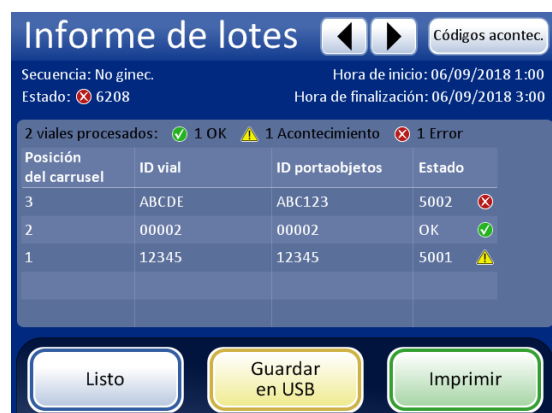 Informe de lotes
Códigos acontec.
Secuencia: No ginec.
Hora de inicio: 06/09/2018 1:00
Estado: 6208
Hora de finalización: 06/09/2018 3:00
2 viales procesados: 1 OK 1 Acontecimiento 1 Error
Posición
del carrusel
ID vial
ID portaobjetos
Estado
3 ABCDE ABC123 5002
2 00002 00002 OK
1 12345 12345 5001
Listo
Guardar
en USB
Imprimir